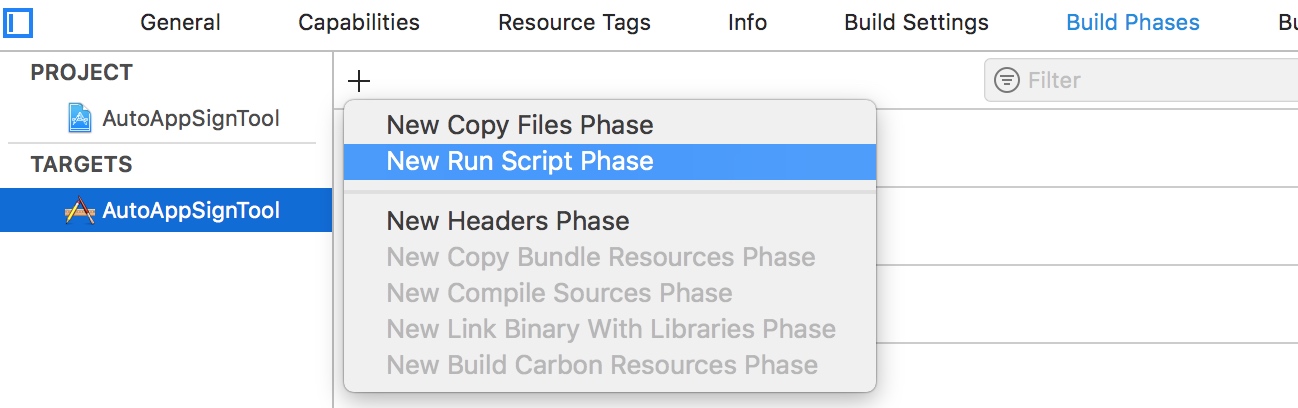 General Capabilities Resource Tags Info Build Settings Build Phases Bu
PROJECT
AutoAppSignTool
TARGETS
AutoAppSignTool
Filter
New Copy Files Phase
New Run Script Phase
New Headers Phase
New Copy Bundle Resources Phase
New Compile Sources Phase
New Link Binary With Libraries Phase
New Build Carbon Resources Phase